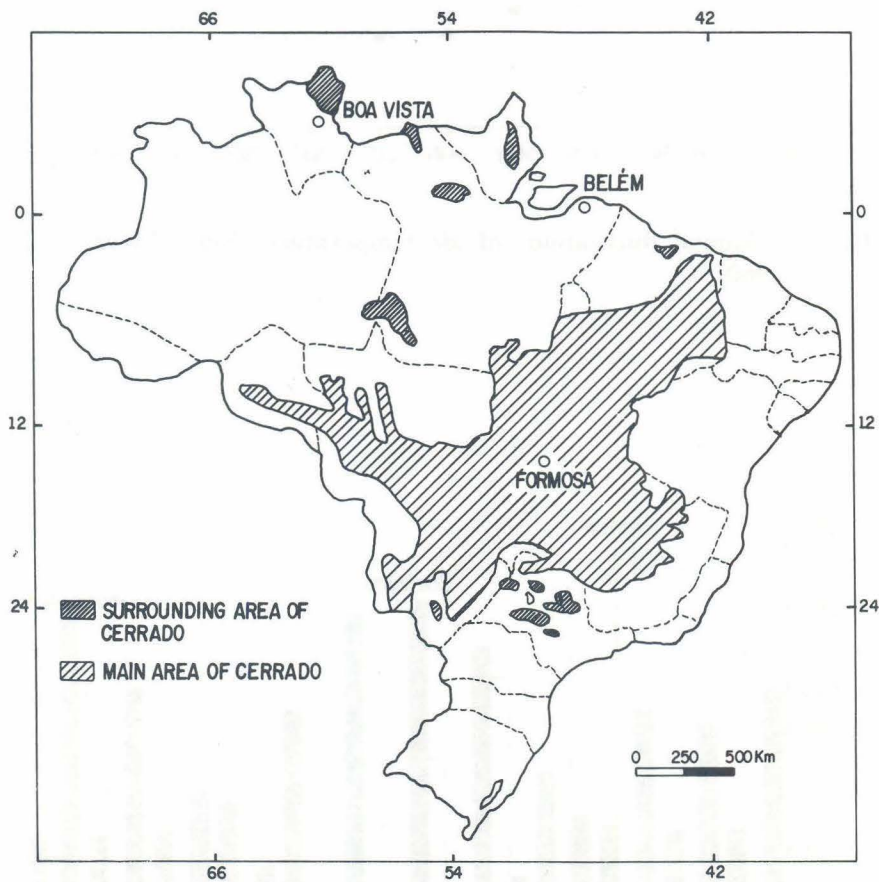 66 54 42
BOA VISTA
BELÉM
0 0
12 12
FORMOSA
24 24
SURROUNDING AREA OF
CERRADO
MAIN AREA OF CERRADO
0 250 500 Km
66 54 42